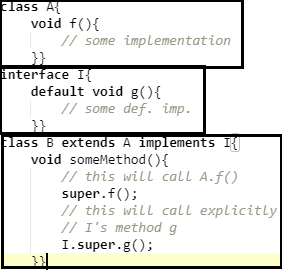 class A{
void f(){
// some implementation
}}
interface I{
default void g(){
// some def. imp.
}}
class B extends A implements I{
void someMethod(){
// this will call A.f()
super.f();
// this will call explicitly
// I's method g
I.super.g();
}}